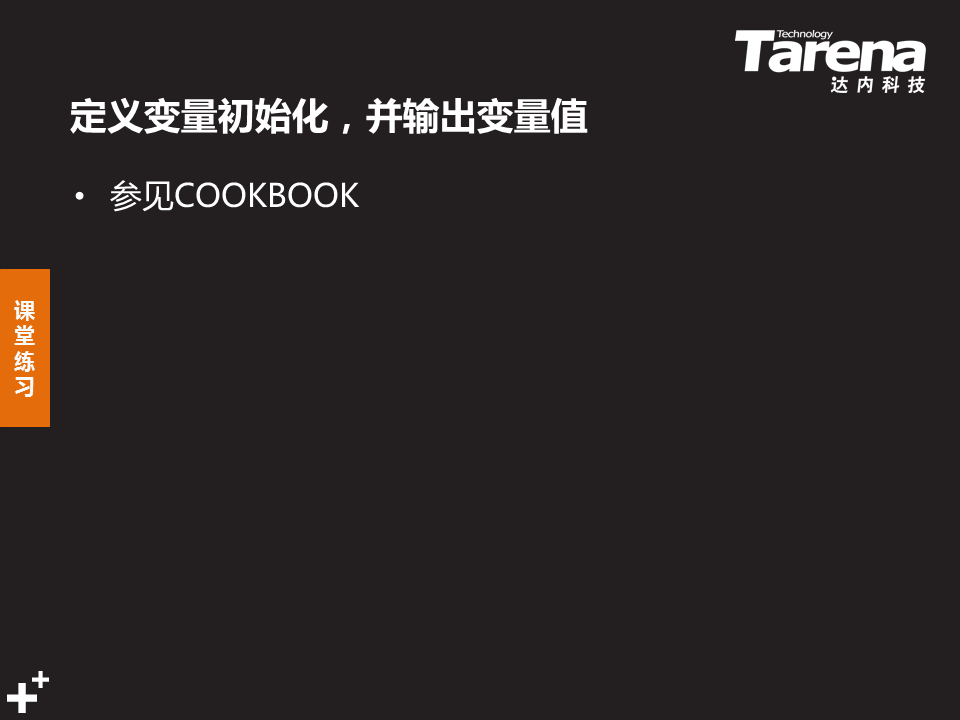 Technology
Tarena
达内科技
定义变量初始化，并输出变量值
• 参见COOKBOOK
课
堂
练
习